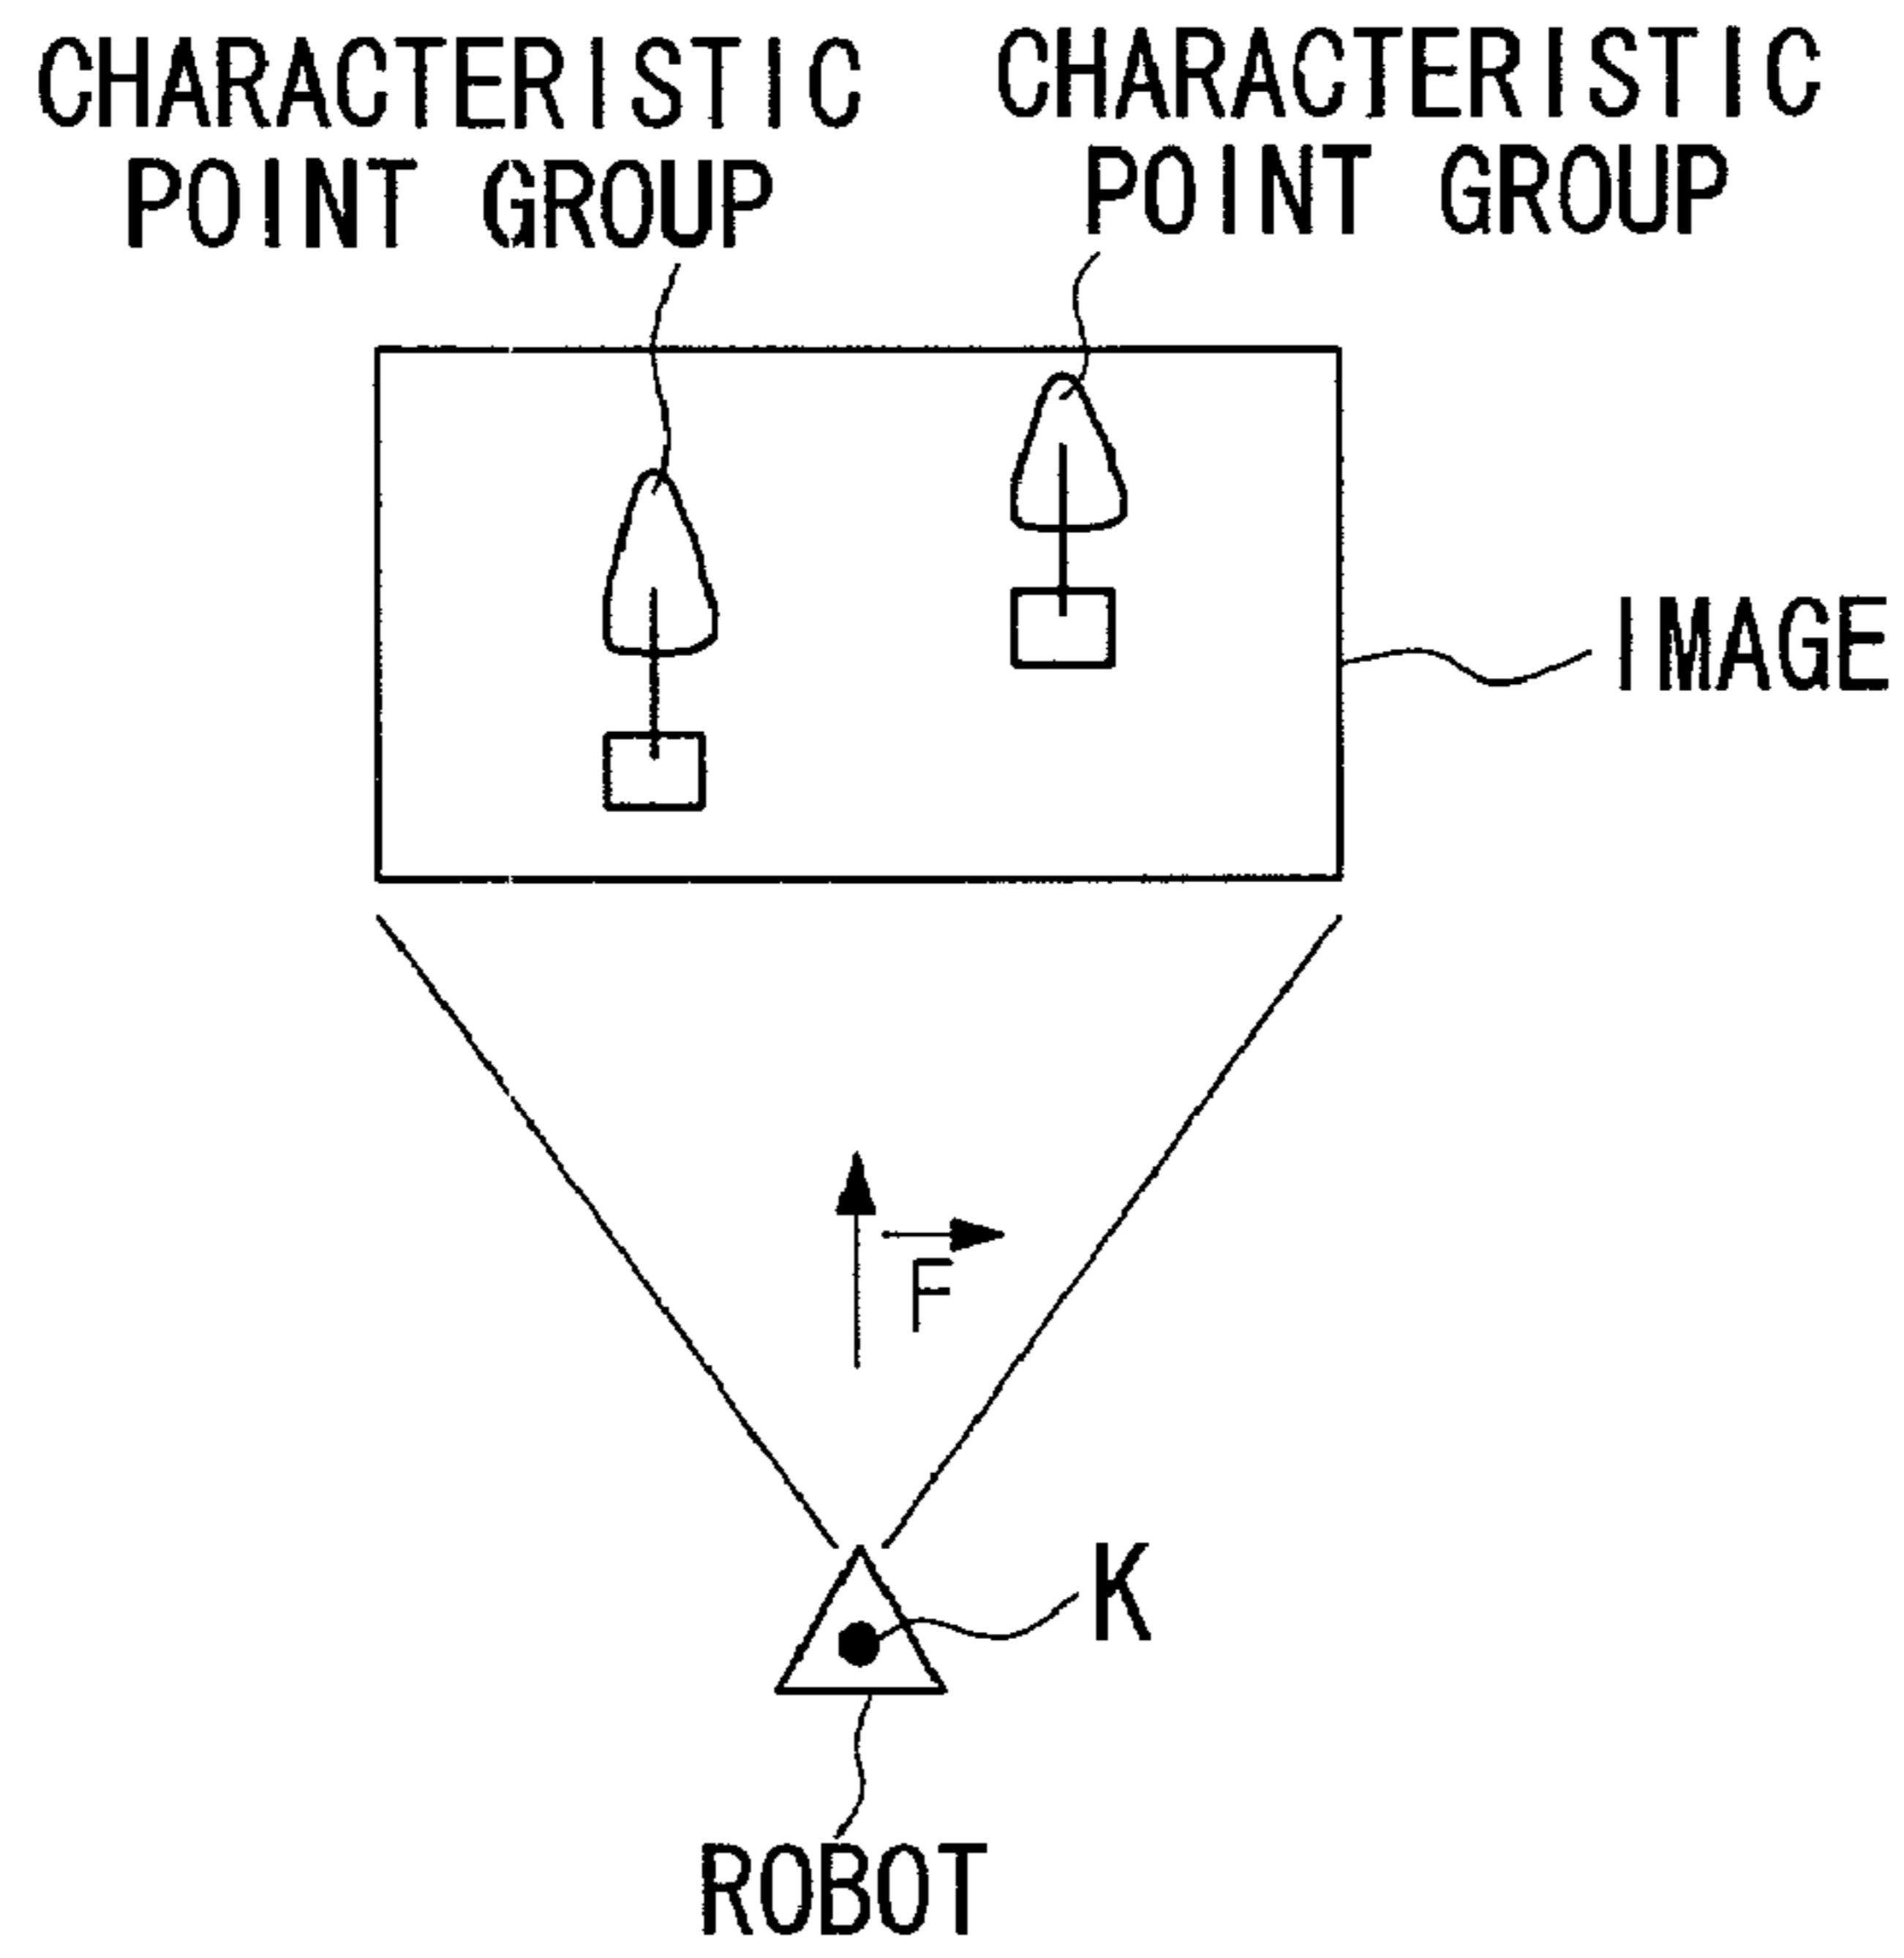 CHARACTERISTIC
POINT GROUP
CHARACTERISTIC
POINT GROUP
IMAGE
F
K
ROBOT